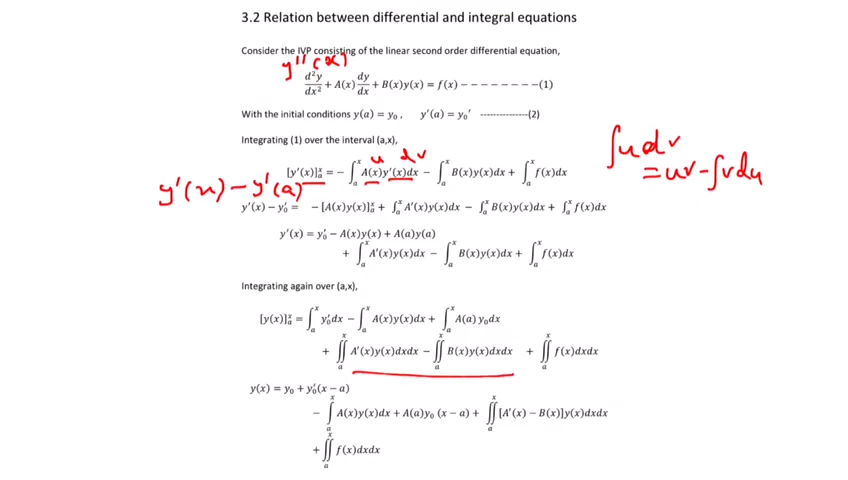 3.2 Relation between differential and integral equations
Consider the IVP consisting of the linear second order differential equation,
y''(x)
d²y/dx² + A(x) dy/dx + B(x)y(x) = f(x) − − − − − − − −(1)
With the initial conditions y(a) = y₀ , y′(a) = y₀′ ---------------(2)
Integrating (1) over the interval (a,x),
∫u dv
= uv − ∫v du
u dv
[y′(x)]ₐˣ = − ∫ₐˣ A(x)y′(x)dx − ∫ₐˣ B(x)y(x)dx + ∫ₐˣ f(x)dx
y'(x) − y'(a)
y′(x) − y₀′ = −[A(x)y(x)]ₐˣ + ∫ₐˣ A′(x)y(x)dx − ∫ₐˣ B(x)y(x)dx + ∫ₐˣ f(x)dx
y′(x) = y₀′ − A(x)y(x) + A(a)y(a)
+ ∫ₐˣ A′(x)y(x)dx − ∫ₐˣ B(x)y(x)dx + ∫ₐˣ f(x)dx
Integrating again over (a,x),
[y(x)]ₐˣ = ∫ₐˣ y₀′dx − ∫ₐˣ A(x)y(x)dx + ∫ₐˣ A(a) y₀dx
+ ∬ₐˣ A′(x)y(x)dxdx − ∬ₐˣ B(x)y(x)dxdx + ∬ₐˣ f(x)dxdx
y(x) = y₀ + y₀′(x − a)
− ∫ₐˣ A(x)y(x)dx + A(a)y₀ (x − a) + ∬ₐˣ [A′(x) − B(x)]y(x)dxdx
+ ∬ₐˣ f(x)dxdx